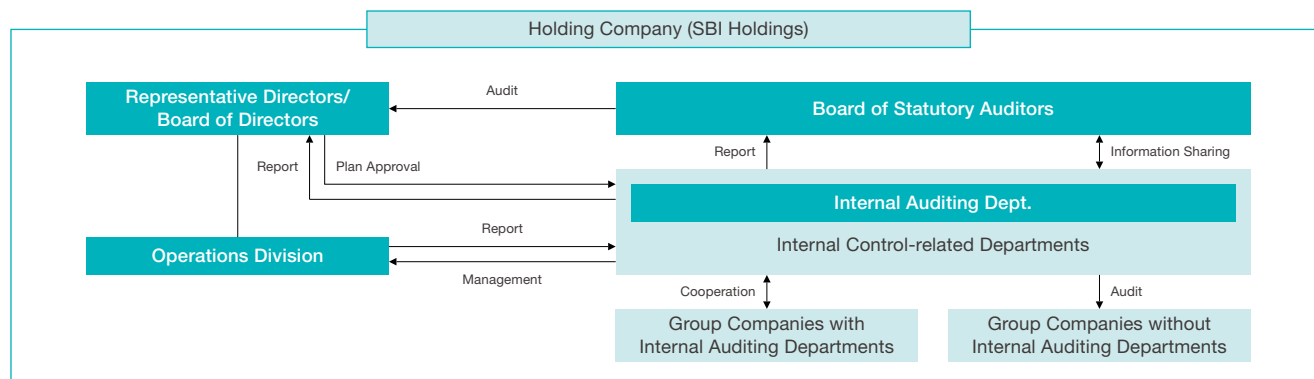 Holding Company (SBI Holdings)
Representative Directors/
Board of Directors
Audit
Board of Statutory Auditors
Report
Plan Approval
Report
Information Sharing
Internal Auditing Dept.
Internal Control-related Departments
Operations Division
Report
Management
Cooperation
Audit
Group Companies with
Internal Auditing Departments
Group Companies without
Internal Auditing Departments